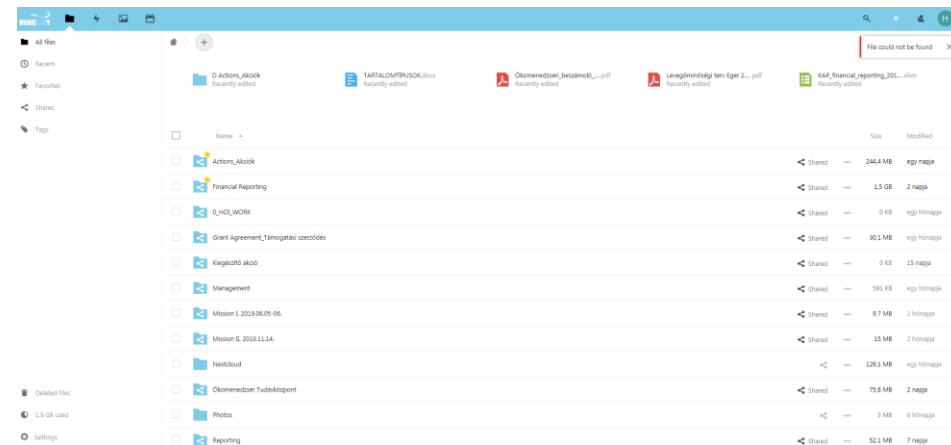 HUNG Y
H
All files
Recent
Favorites
Shares
Tags
File could not be found
D Actions_Akciók
Recently edited
TARTALOMTÍPUSOK.docx
Recently edited
Ökomenedzseri_beszámoló_....pdf
Recently edited
Levegőminőségi terv Eger 2... .pdf
Recently edited
KAP_financial_reporting_201... .xlsm
Recently edited
Name Size Modified
Actions_Akciók Shared 244,4 MB egy napja
Financial Reporting Shared 1,5 GB 2 napja
0_HOI_WORK Shared 0 KB egy hónapja
Grant Agreement_Támogatási szerződés Shared 30,1 MB egy hónapja
Kiegészítő akció Shared 0 KB 15 napja
Management Shared 591 KB egy hónapja
Mission I. 2019.06.05-06. Shared 9,7 MB 2 hónapja
Mission II. 2019.11.14. Shared 15 MB 2 hónapja
Nextcloud 129,1 MB egy hónapja
Ökomenedzser Tudásközpont Shared 75,8 MB 2 napja
Photos 3 MB 6 hónapja
Reporting Shared 52,1 MB 7 napja
Deleted files
1.9 GB used
Settings